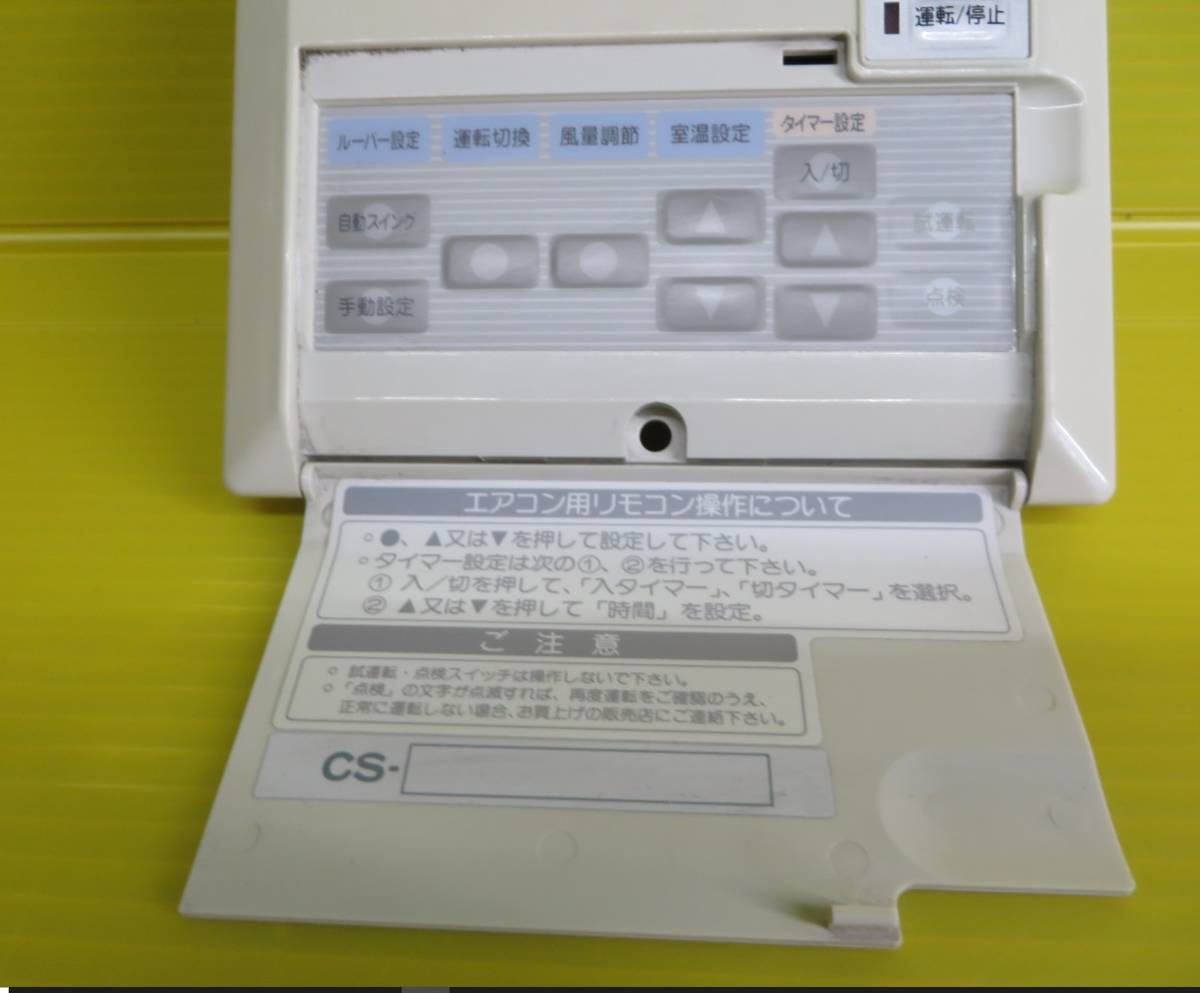 運転/停止
ルーバー設定 運転切換 風量調節 室温設定 タイマー設定
入/切
自動スイング ▲ ▲ 試運転
● ●
手動設定 ▼ ▼ 点検
エアコン用リモコン操作について
○●、▲又は▼を押して設定して下さい。
○タイマー設定は次の①、②を行って下さい。
① 入/切を押して、「入タイマー」、「切タイマー」を選択。
② ▲又は▼を押して「時間」を設定。
ご注意
○ 試運転・点検スイッチは操作しないで下さい。
○「点検」の文字が点滅すれば、再度運転をご確認のうえ、
正常に運転しない場合、お買上げの販売店にご連絡下さい。
CS-